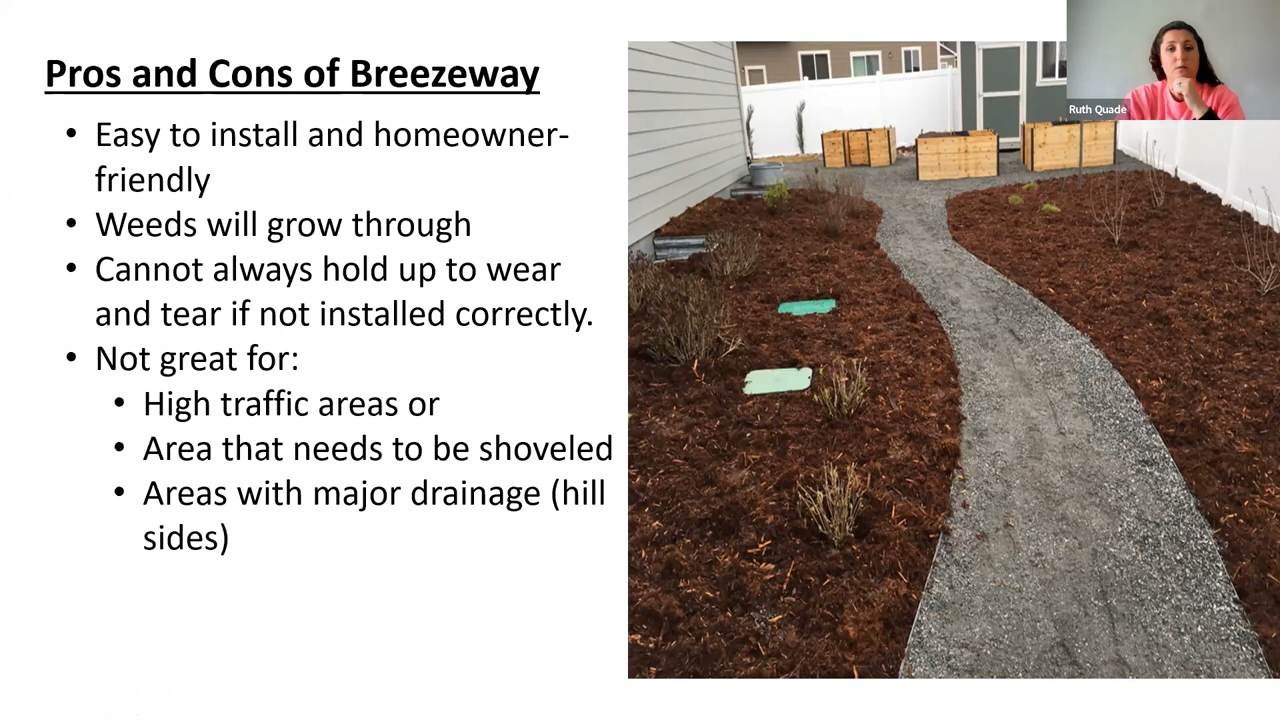 Pros and Cons of Breezeway
• Easy to install and homeowner-
friendly
• Weeds will grow through
• Cannot always hold up to wear
and tear if not installed correctly.
• Not great for:
• High traffic areas or
• Area that needs to be shoveled
• Areas with major drainage (hill
sides)
Ruth Quade